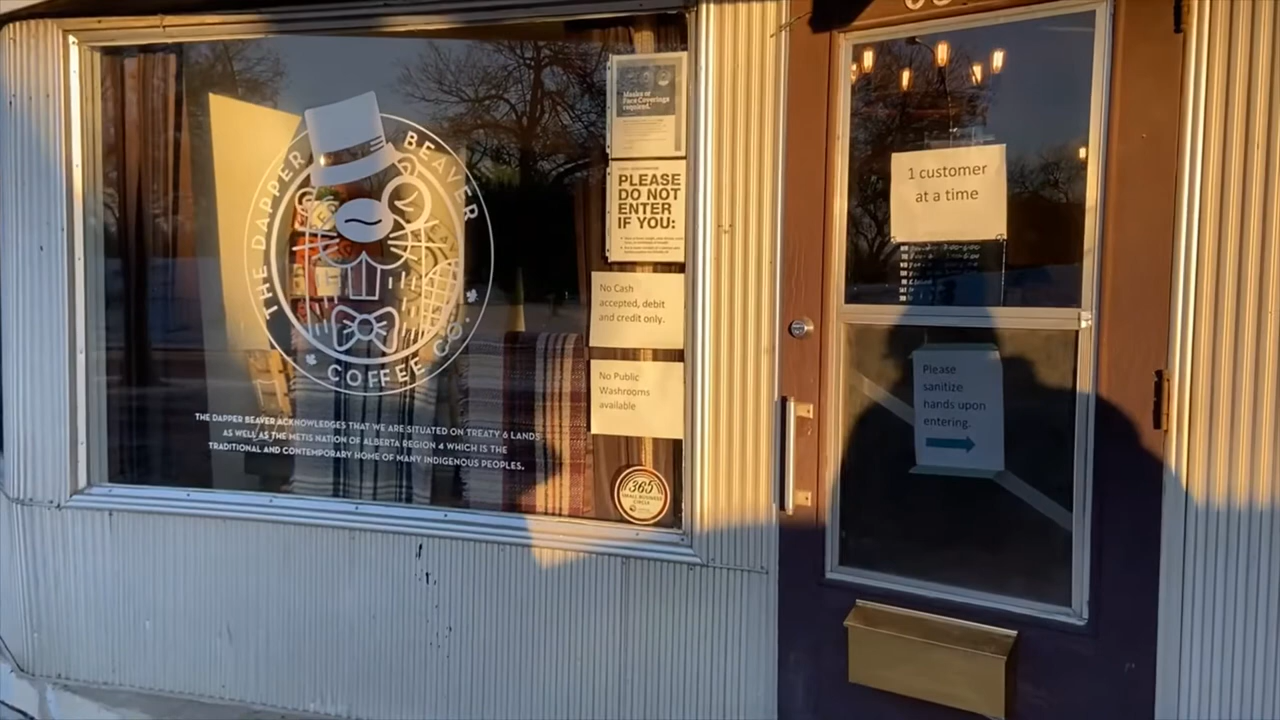 THE DAPPER BEAVER
COFFEE CO.
THE DAPPER BEAVER ACKNOWLEDGES THAT WE ARE SITUATED ON TREATY 6 LANDS
AS WELL AS THE METIS NATION OF ALBERTA REGION 4 WHICH IS THE
TRADITIONAL AND CONTEMPORARY HOME OF MANY INDIGENOUS PEOPLES.
Masks or
Face Coverings
required.
PLEASE
DO NOT
ENTER
IF YOU:
No Cash
accepted, debit
and credit only.
No Public
Washrooms
available
365
SMALL BUSINESS
CIRCLE
1 customer
at a time
Please
sanitize
hands upon
entering.